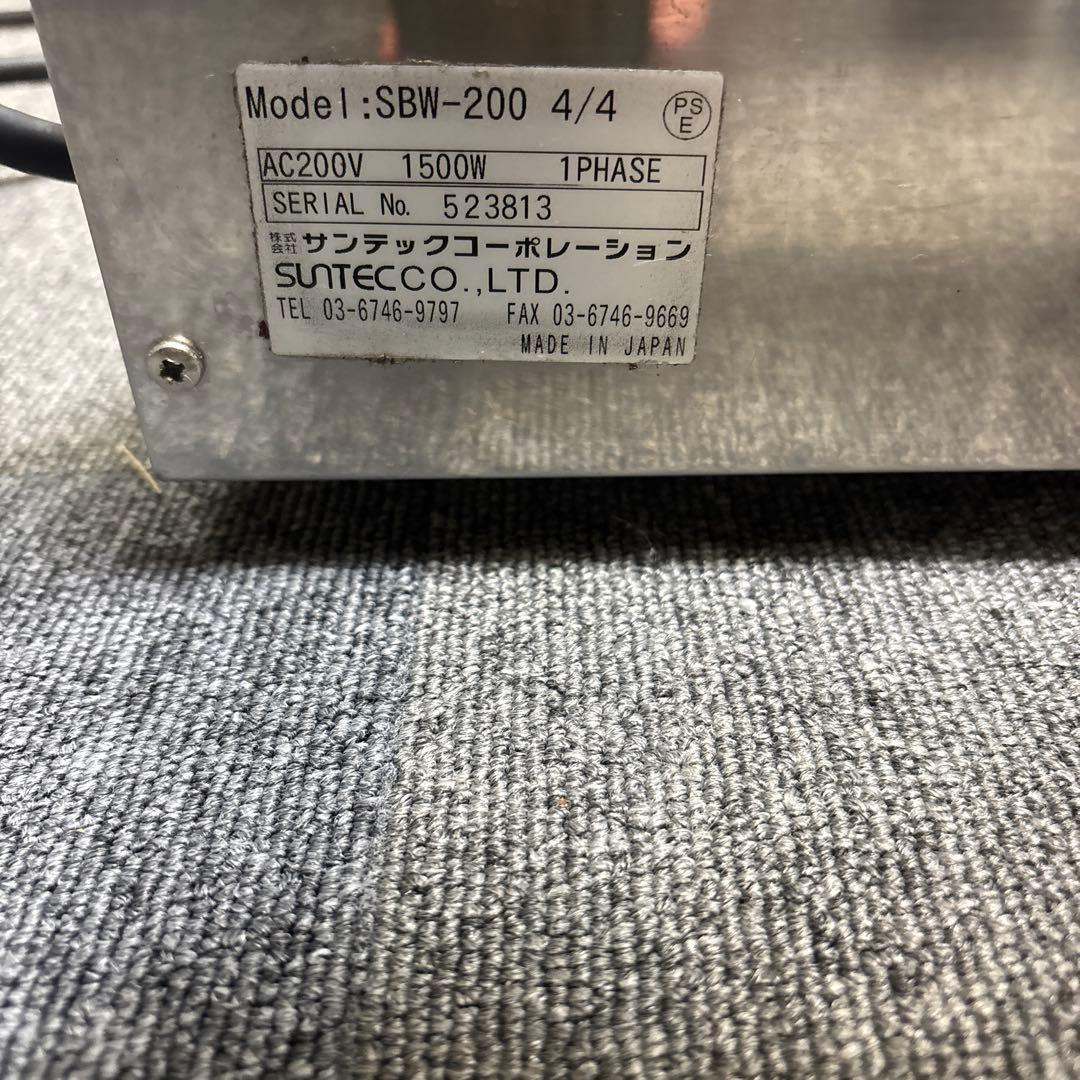 Model:SBW-200 4/4
PS
E
AC200V 1500W 1PHASE
SERIAL No. 523813
株式会社 サンテックコーポレーション
SUNTECCO.,LTD.
TEL 03-6746-9797 FAX 03-6746-9669
MADE IN JAPAN